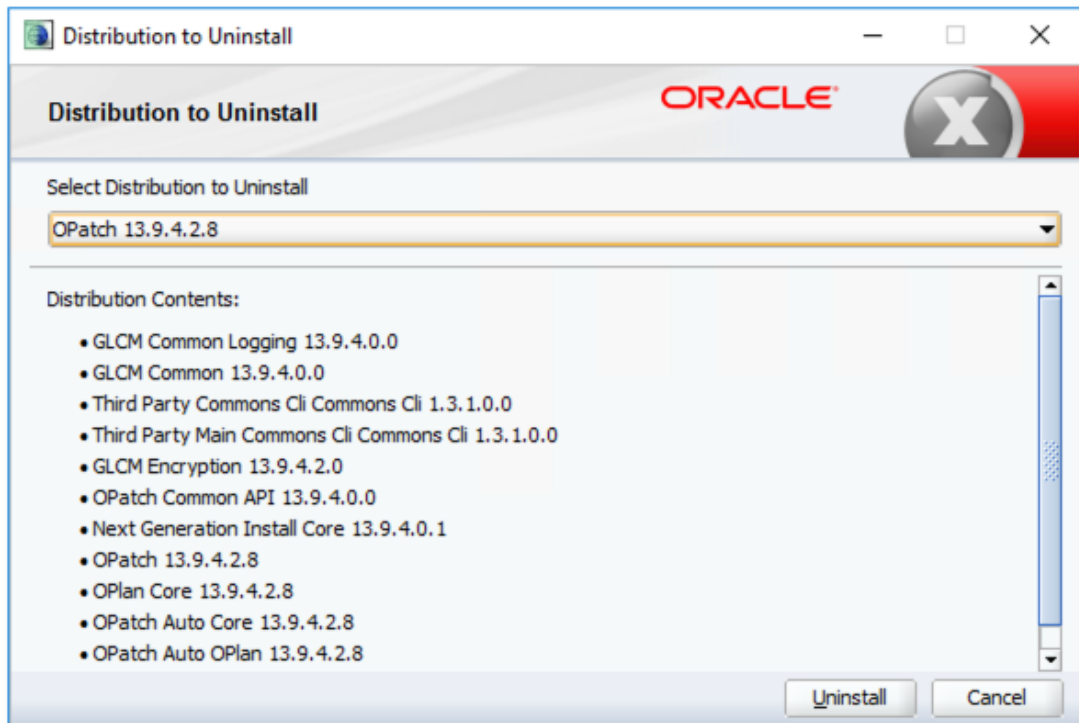 Distribution to Uninstall
Distribution to Uninstall
ORACLE
X
Select Distribution to Uninstall
OPatch 13.9.4.2.8
Distribution Contents:
• GLCM Common Logging 13.9.4.0.0
• GLCM Common 13.9.4.0.0
• Third Party Commons Cli Commons Cli 1.3.1.0.0
• Third Party Main Commons Cli Commons Cli 1.3.1.0.0
• GLCM Encryption 13.9.4.2.0
• OPatch Common API 13.9.4.0.0
• Next Generation Install Core 13.9.4.0.1
• OPatch 13.9.4.2.8
• OPlan Core 13.9.4.2.8
• OPatch Auto Core 13.9.4.2.8
• OPatch Auto OPlan 13.9.4.2.8
Uninstall Cancel